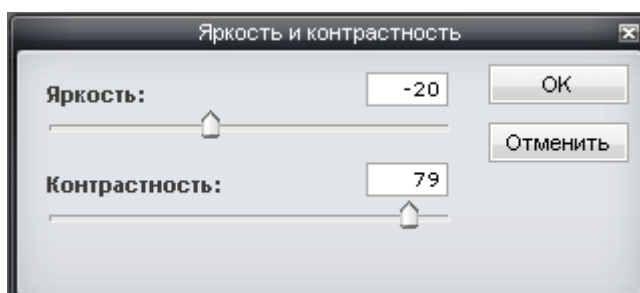 Яркость и контрастность
Яркость: -20
OK
Отменить
Контрастность: 79